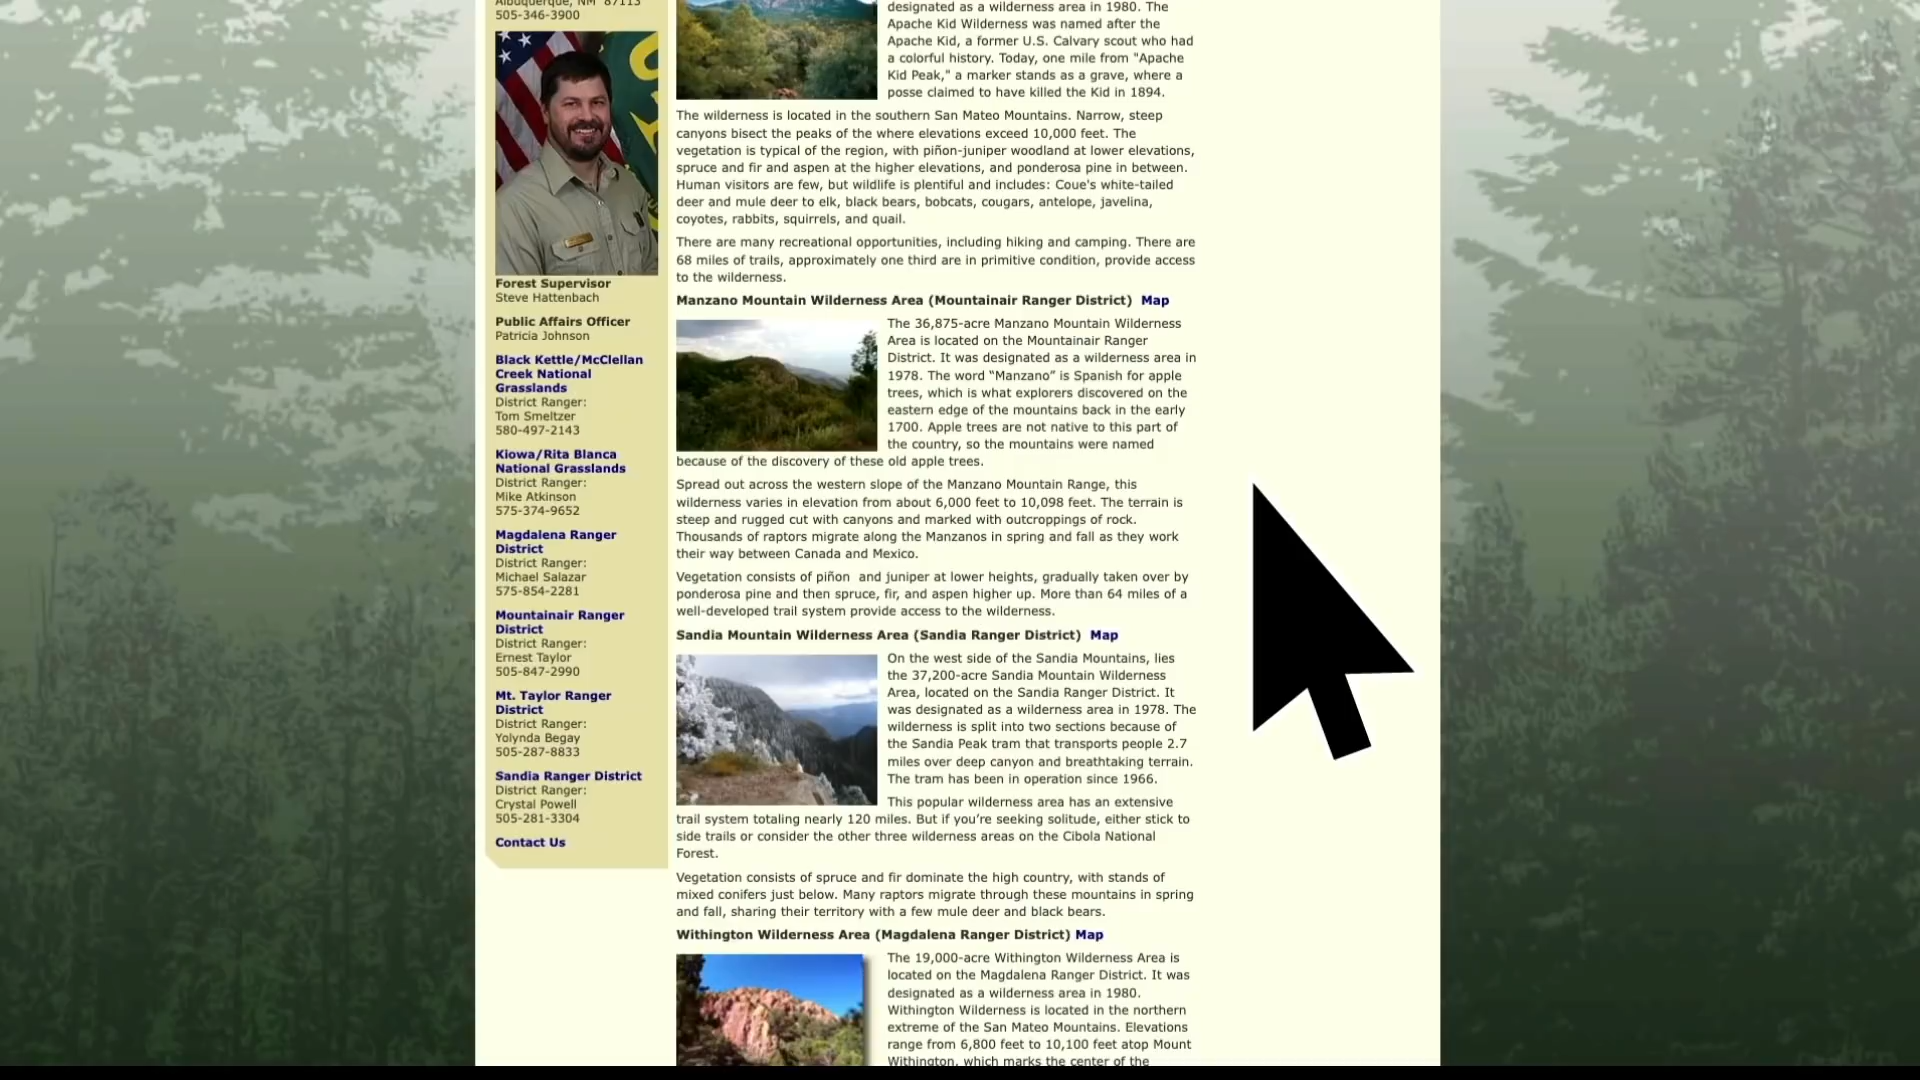 Albuquerque, NM 87113
505-346-3900
Forest Supervisor
Steve Hattenbach
Public Affairs Officer
Patricia Johnson
Black Kettle/McClellan
Creek National
Grasslands
District Ranger:
Tom Smeltzer
580-497-2143
Kiowa/Rita Blanca
National Grasslands
District Ranger:
Mike Atkinson
575-374-9652
Magdalena Ranger
District
District Ranger:
Michael Salazar
575-854-2281
Mountainair Ranger
District
District Ranger:
Ernest Taylor
505-847-2990
Mt. Taylor Ranger
District
District Ranger:
Yolynda Begay
505-287-8833
Sandia Ranger District
District Ranger:
Crystal Powell
505-281-3304
Contact Us
designated as a wilderness area in 1980. The
Apache Kid Wilderness was named after the
Apache Kid, a former U.S. Calvary scout who had
a colorful history. Today, one mile from "Apache
Kid Peak," a marker stands as a grave, where a
posse claimed to have killed the Kid in 1894.
The wilderness is located in the southern San Mateo Mountains. Narrow, steep
canyons bisect the peaks of the where elevations exceed 10,000 feet. The
vegetation is typical of the region, with piñon-juniper woodland at lower elevations,
spruce and fir and aspen at the higher elevations, and ponderosa pine in between.
Human visitors are few, but wildlife is plentiful and includes: Coue's white-tailed
deer and mule deer to elk, black bears, bobcats, cougars, antelope, javelina,
coyotes, rabbits, squirrels, and quail.
There are many recreational opportunities, including hiking and camping. There are
68 miles of trails, approximately one third are in primitive condition, provide access
to the wilderness.
Manzano Mountain Wilderness Area (Mountainair Ranger District) Map
The 36,875-acre Manzano Mountain Wilderness
Area is located on the Mountainair Ranger
District. It was designated as a wilderness area in
1978. The word “Manzano” is Spanish for apple
trees, which is what explorers discovered on the
eastern edge of the mountains back in the early
1700. Apple trees are not native to this part of
the country, so the mountains were named
because of the discovery of these old apple trees.
Spread out across the western slope of the Manzano Mountain Range, this
wilderness varies in elevation from about 6,000 feet to 10,098 feet. The terrain is
steep and rugged cut with canyons and marked with outcroppings of rock.
Thousands of raptors migrate along the Manzanos in spring and fall as they work
their way between Canada and Mexico.
Vegetation consists of piñon and juniper at lower heights, gradually taken over by
ponderosa pine and then spruce, fir, and aspen higher up. More than 64 miles of a
well-developed trail system provide access to the wilderness.
Sandia Mountain Wilderness Area (Sandia Ranger District) Map
On the west side of the Sandia Mountains, lies
the 37,200-acre Sandia Mountain Wilderness
Area, located on the Sandia Ranger District. It
was designated as a wilderness area in 1978. The
wilderness is split into two sections because of
the Sandia Peak tram that transports people 2.7
miles over deep canyon and breathtaking terrain.
The tram has been in operation since 1966.
This popular wilderness area has an extensive
trail system totaling nearly 120 miles. But if you’re seeking solitude, either stick to
side trails or consider the other three wilderness areas on the Cibola National
Forest.
Vegetation consists of spruce and fir dominate the high country, with stands of
mixed conifers just below. Many raptors migrate through these mountains in spring
and fall, sharing their territory with a few mule deer and black bears.
Withington Wilderness Area (Magdalena Ranger District) Map
The 19,000-acre Withington Wilderness Area is
located on the Magdalena Ranger District. It was
designated as a wilderness area in 1980.
Withington Wilderness is located in the northern
extreme of the San Mateo Mountains. Elevations
range from 6,800 feet to 10,100 feet atop Mount
Withington, which marks the center of the